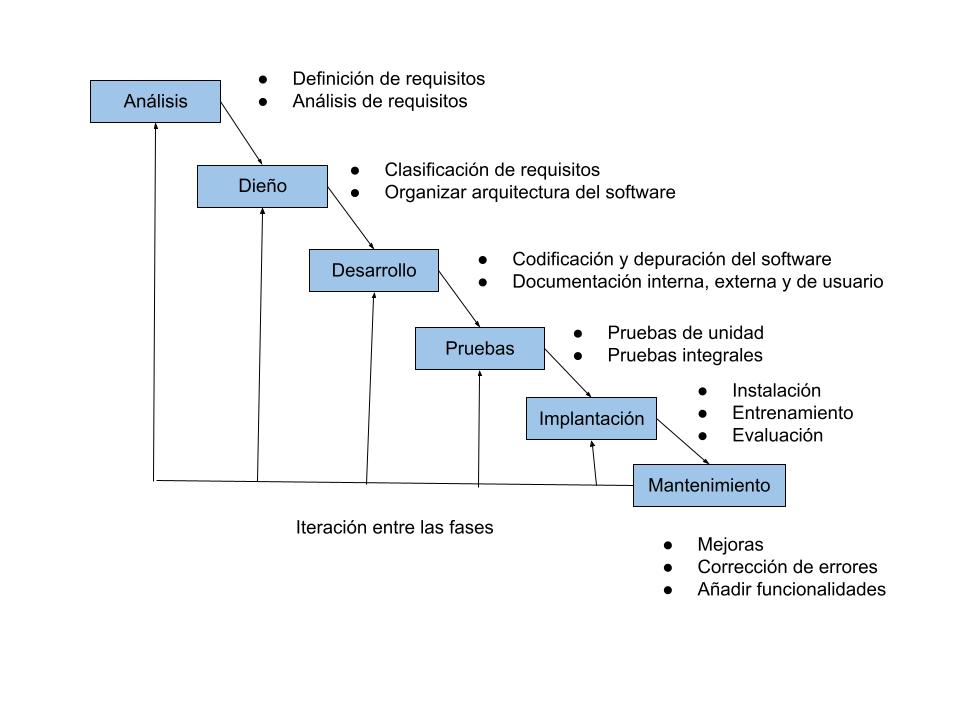 Análisis
● Definición de requisitos
● Análisis de requisitos
Dieño
● Clasificación de requisitos
● Organizar arquitectura del software
Desarrollo
● Codificación y depuración del software
● Documentación interna, externa y de usuario
Pruebas
● Pruebas de unidad
● Pruebas integrales
Implantación
● Instalación
● Entrenamiento
● Evaluación
Mantenimiento
Iteración entre las fases
● Mejoras
● Corrección de errores
● Añadir funcionalidades